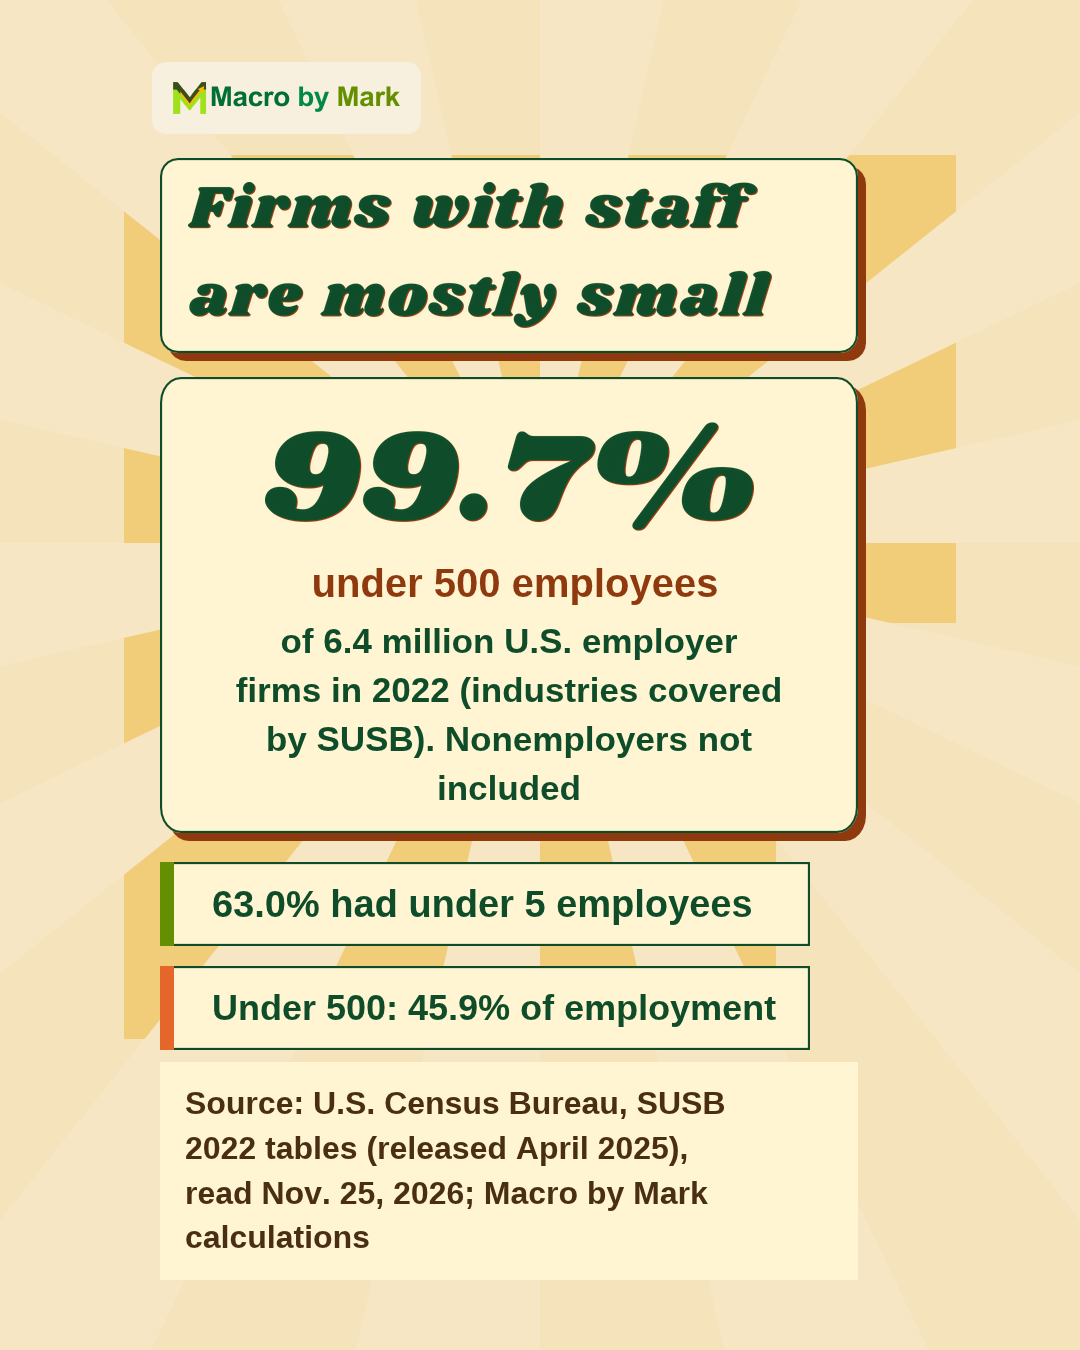 Macro by Mark
Firms with staff
are mostly small
99.7%
under 500 employees
of 6.4 million U.S. employer
firms in 2022 (industries covered
by SUSB). Nonemployers not
included
63.0% had under 5 employees
Under 500: 45.9% of employment
Source: U.S. Census Bureau, SUSB
2022 tables (released April 2025),
read Nov. 25, 2026; Macro by Mark
calculations